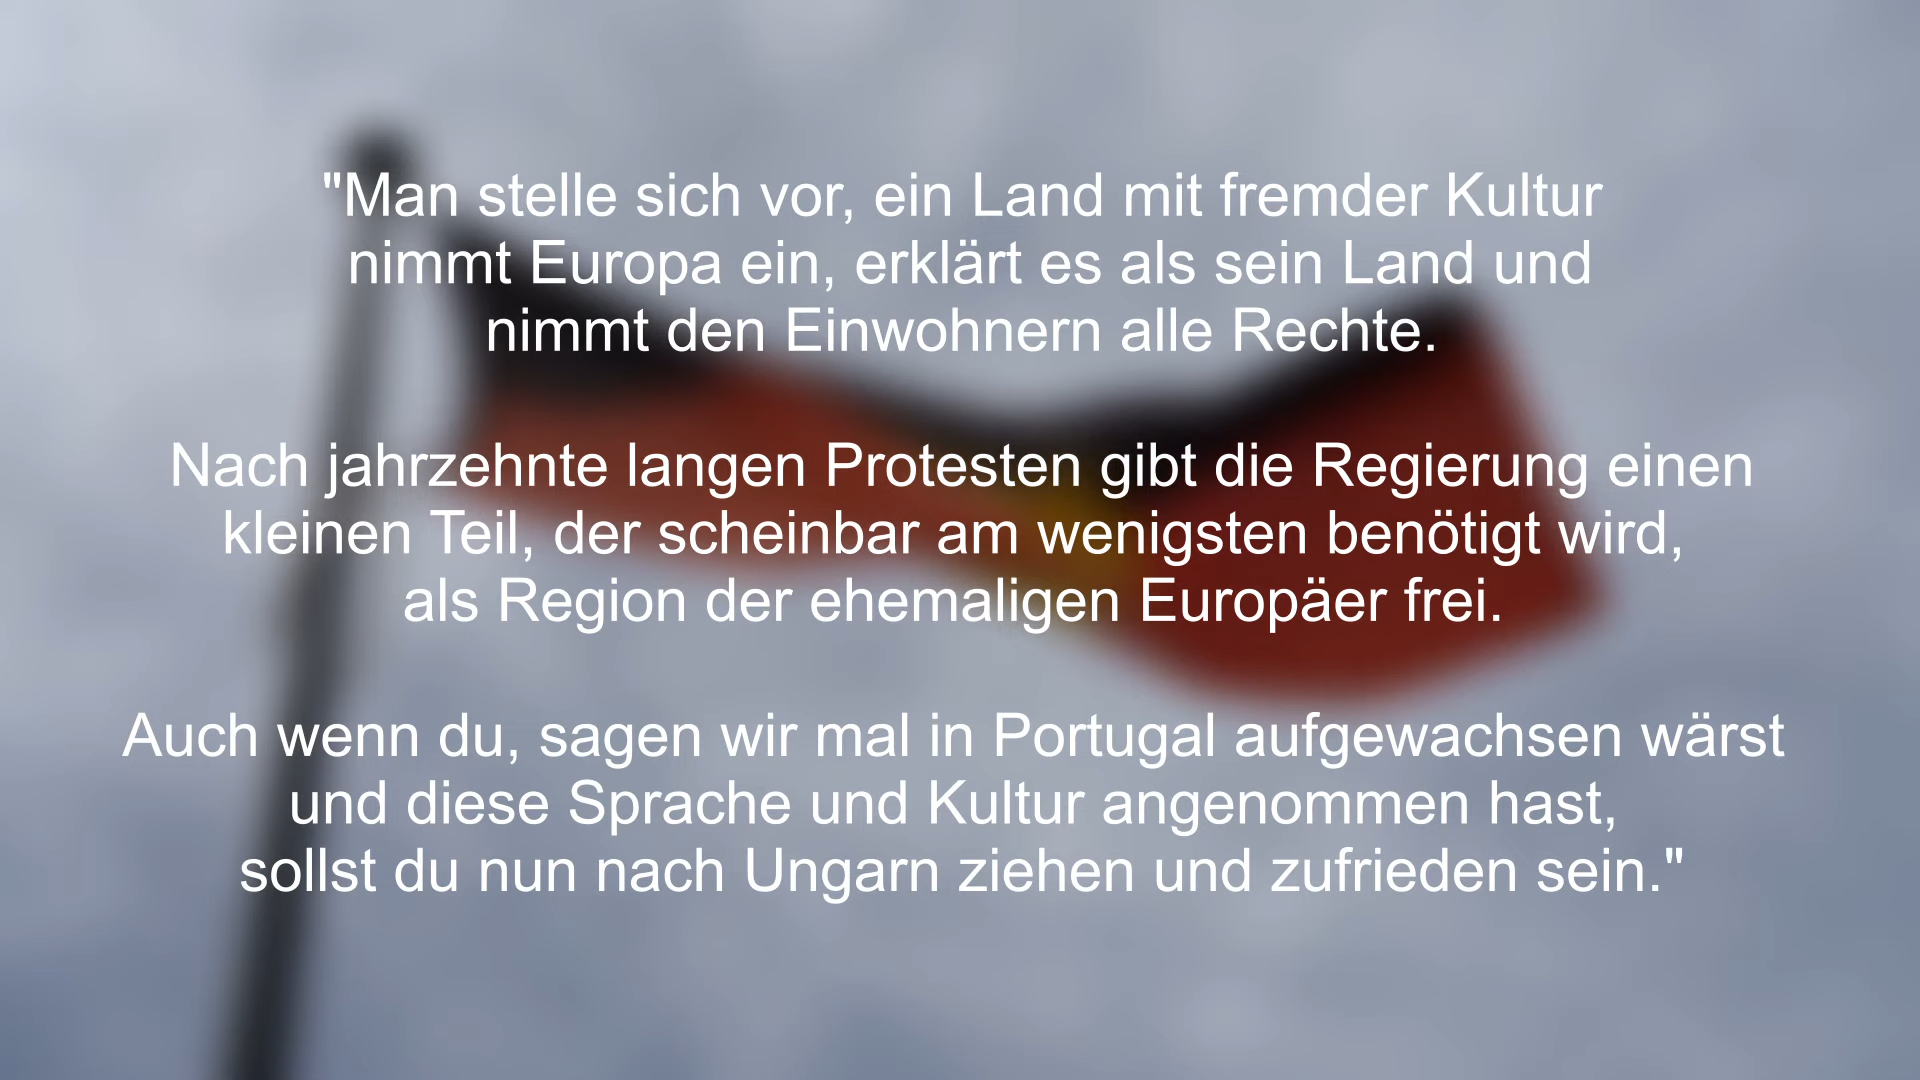 "Man stelle sich vor, ein Land mit fremder Kultur
nimmt Europa ein, erklärt es als sein Land und
nimmt den Einwohnern alle Rechte.
Nach jahrzehnte langen Protesten gibt die Regierung einen
kleinen Teil, der scheinbar am wenigsten benötigt wird,
als Region der ehemaligen Europäer frei.
Auch wenn du, sagen wir mal in Portugal aufgewachsen wärst
und diese Sprache und Kultur angenommen hast,
sollst du nun nach Ungarn ziehen und zufrieden sein."